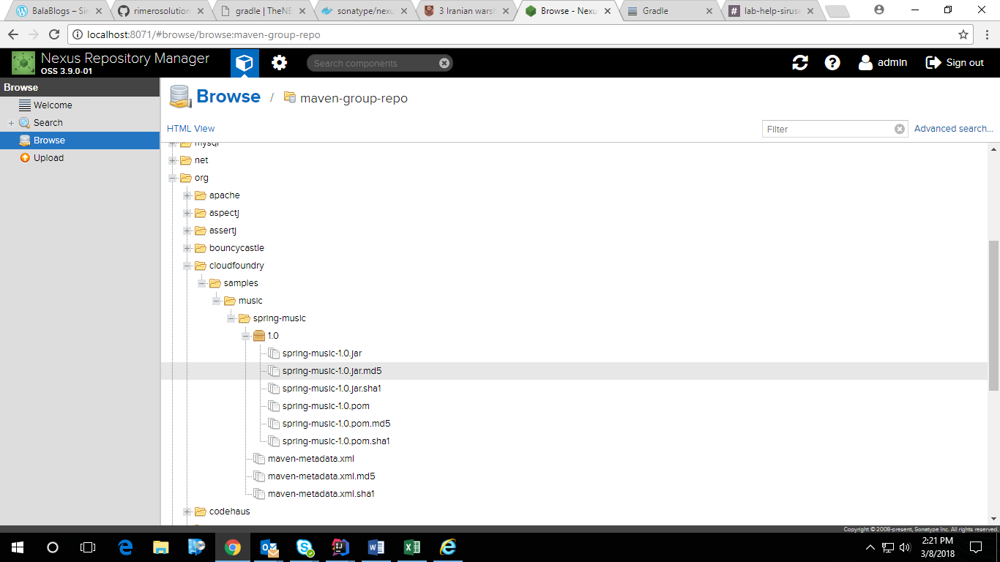 BalaBlogs – Sin
rimerosolution
gradle | TheNE
sonatype/nexu
3 Iranian warsh
Browse - Nexu
Gradle
lab-help-siruse
localhost:8071/#browse/browse:maven-group-repo
Nexus Repository Manager
OSS 3.9.0-01
Search components
admin
Sign out
Browse
Welcome
Search
Browse
Upload
Browse / maven-group-repo
HTML View
Filter
Advanced search...
mysql
net
org
apache
aspectj
assertj
bouncycastle
cloudfoundry
samples
music
spring-music
1.0
spring-music-1.0.jar
spring-music-1.0.jar.md5
spring-music-1.0.jar.sha1
spring-music-1.0.pom
spring-music-1.0.pom.md5
spring-music-1.0.pom.sha1
maven-metadata.xml
maven-metadata.xml.md5
maven-metadata.xml.sha1
codehaus
Copyright © 2008-present, Sonatype Inc. All rights reserved.
2:21 PM
3/8/2018